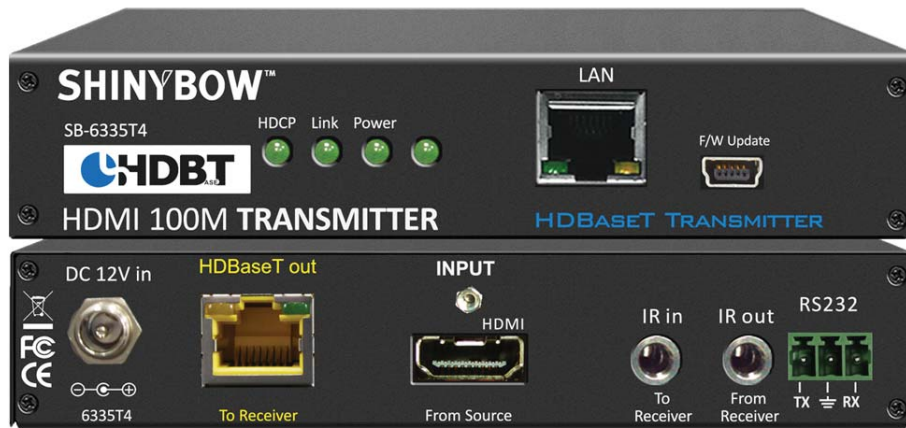 SHINYBOW™
SB-6335T4
HDCP Link Power
LAN
F/W Update
HDBT
ASE
HDMI 100M TRANSMITTER
HDBASET TRANSMITTER
DC 12V in
HDBaseT out
INPUT
HDMI
IR in
IR out
RS232
FC
CE
6335T4
To Receiver
From Source
To
Receiver
From
Receiver
TX
RX